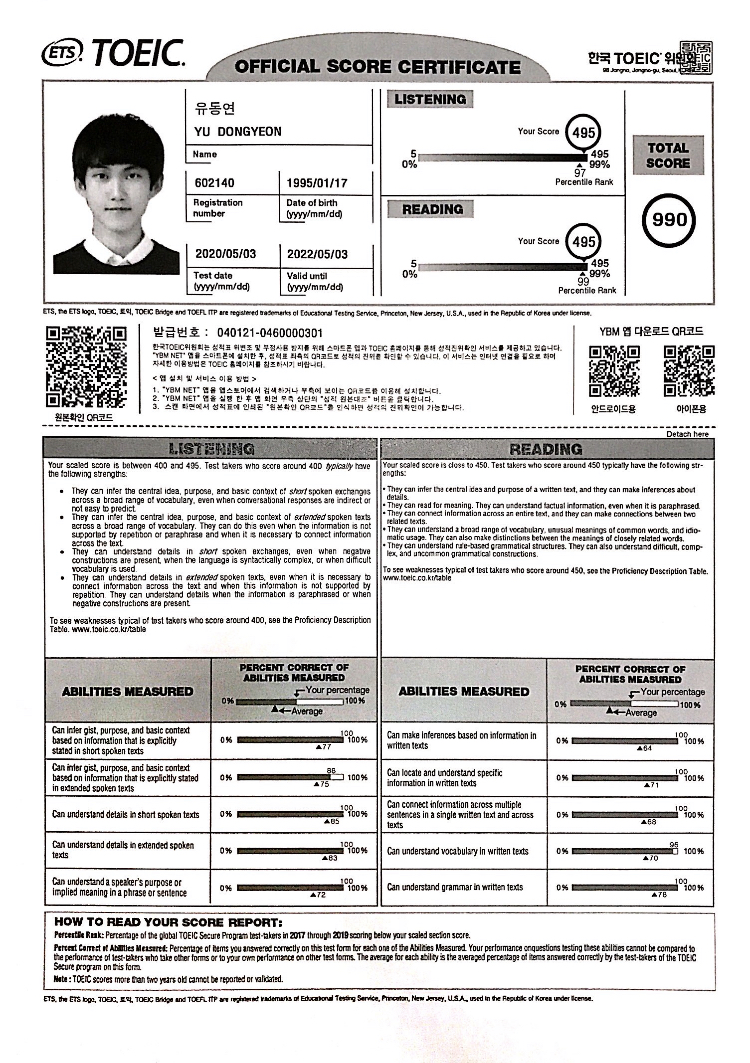 ETS. TOEIC.
OFFICIAL SCORE CERTIFICATE
한국 TOEIC 위원회
98 Jongno, Jongno-gu, Seoul,
유동연
YU DONGYEON
Name
602140
1995/01/17
Registration number
Date of birth (yyyy/mm/dd)
2020/05/03
2022/05/03
Test date (yyyy/mm/dd)
Valid until (yyyy/mm/dd)
LISTENING
Your Score 495
5 495
0% 99%
97
Percentile Rank
READING
Your Score 495
5 495
0% 99%
99
Percentile Rank
TOTAL SCORE
990
ETS, the ETS logo, TOEIC, 토익, TOEIC Bridge and TOEFL ITP are registered trademarks of Educational Testing Service, Princeton, New Jersey, U.S.A., used in the Republic of Korea under license.
발급번호 : 040121-0460000301
한국TOEIC위원회는 성적표 위변조 및 부정사용 방지를 위해 스마트폰 앱과 TOEIC 홈페이지를 통해 성적진위확인 서비스를 제공하고 있습니다.
"YBM NET" 앱을 스마트폰에 설치한 후, 성적표 좌측의 QR코드로 성적의 진위를 확인할 수 있습니다. 이 서비스는 인터넷 연결을 필요로 하며
자세한 이용방법은 TOEIC 홈페이지를 참조하시기 바랍니다.
< 앱 설치 및 서비스 이용 방법 >
1. "YBM NET" 앱을 앱스토어에서 검색하거나 우측에 보이는 QR코드를 이용해 설치합니다.
2. "YBM NET" 앱을 실행 한 후 앱 화면 우측 상단의 "성적 원본대조" 버튼을 클릭합니다.
3. 스캔 화면에서 성적표에 인쇄된 "원본확인 QR코드"를 인식하면 성적의 진위확인이 가능합니다.
원본확인 QR코드
YBM 앱 다운로드 QR코드
안드로이드용
아이폰용
Detach here
LISTENING
Your scaled score is between 400 and 495. Test takers who score around 400 typically have
the following strengths:
• They can infer the central idea, purpose, and basic context of short spoken exchanges
across a broad range of vocabulary, even when conversational responses are indirect or
not easy to predict.
• They can infer the central idea, purpose, and basic context of extended spoken texts
across a broad range of vocabulary. They can do this even when the information is not
supported by repetition or paraphrase and when it is necessary to connect information
across the text.
• They can understand details in short spoken exchanges, even when negative
constructions are present, when the language is syntactically complex, or when difficult
vocabulary is used.
• They can understand details in extended spoken texts, even when it is necessary to
connect information across the text and when this information is not supported by
repetition. They can understand details when the information is paraphrased or when
negative constructions are present.
To see weaknesses typical of test takers who score around 400, see the Proficiency Description
Table. www.toeic.co.kr/table
READING
Your scaled score is close to 450. Test takers who score around 450 typically have the following str-
engths:
• They can infer the central idea and purpose of a written text, and they can make inferences about
details.
• They can read for meaning. They can understand factual information, even when it is paraphrased.
• They can connect information across an entire text, and they can make connections between two
related texts.
• They can understand a broad range of vocabulary, unusual meanings of common words, and idio-
matic usage. They can also make distinctions between the meanings of closely related words.
• They can understand rule-based grammatical structures. They can also understand difficult, comp-
lex, and uncommon grammatical constructions.
To see weaknesses typical of test takers who score around 450, see the Proficiency Description Table.
www.toeic.co.kr/table
ABILITIES MEASURED
PERCENT CORRECT OF ABILITIES MEASURED
Your percentage
0% 100%
▲ Average
Can infer gist, purpose, and basic context
based on information that is explicitly
stated in short spoken texts
0% 100 100%
▲77
Can infer gist, purpose, and basic context
based on information that is explicitly stated
in extended spoken texts
0% 86 100%
▲75
Can understand details in short spoken texts
0% 100 100%
▲85
Can understand details in extended spoken
texts
0% 100 100%
▲83
Can understand a speaker's purpose or
implied meaning in a phrase or sentence
0% 100 100%
▲72
ABILITIES MEASURED
PERCENT CORRECT OF ABILITIES MEASURED
Your percentage
0% 100%
▲ Average
Can make inferences based on information in
written texts
0% 100 100%
▲64
Can locate and understand specific
information in written texts
0% 100 100%
▲71
Can connect information across multiple
sentences in a single written text and across
texts
0% 100 100%
▲68
Can understand vocabulary in written texts
0% 95 100%
▲70
Can understand grammar in written texts
0% 100 100%
▲76
HOW TO READ YOUR SCORE REPORT:
Percentile Rank: Percentage of the global TOEIC Secure Program test-takers in 2017 through 2019 scoring below your scaled section score.
Percent Correct of Abilities Measured: Percentage of items you answered correctly on this test form for each one of the Abilities Measured. Your performance onquestions testing these abilities cannot be compared to
the performance of test-takers who take other forms or to your own performance on other test forms. The average for each ability is the averaged percentage of items answered correctly by the test-takers of the TOEIC
Secure program on this form.
Note : TOEIC scores more than two years old cannot be reported or validated.
ETS, the ETS logo, TOEIC, 토익, TOEIC Bridge and TOEFL ITP are registered trademarks of Educational Testing Service, Princeton, New Jersey, U.S.A., used in the Republic of Korea under license.